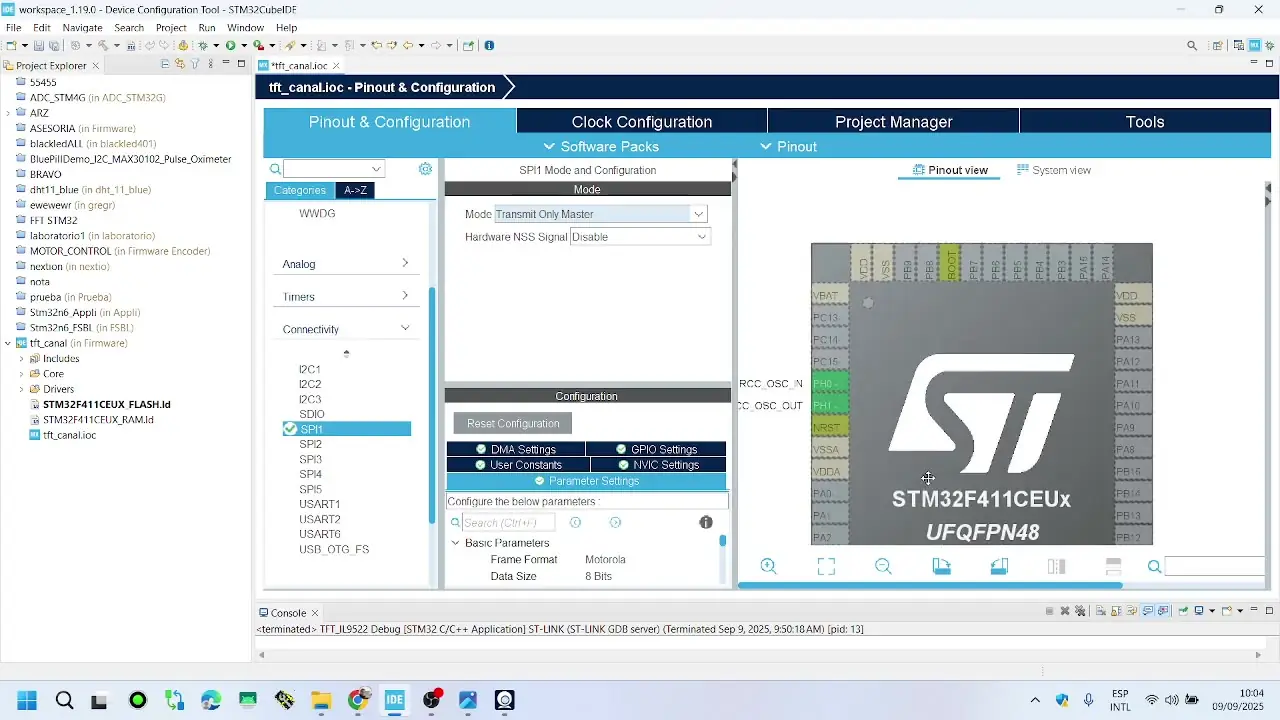 workspace_1.19.0 - Device Configuration Tool - STM32CubeIDE
File Edit Navigate Search Project Run Window Help
Project Explorer
*tft_canal.ioc
55455
ADC_STM4G (in ADC_STM32G)
ARZ
ASESORIA (in Firmware)
blackledALL (in blackled401)
BluePillDemo_I2C_MAX30102_Pulse_Oximeter
BRAVO
dht11_blue (in dht_11_blue)
ewewewr (in gregr)
FFT STM32
laboratorio1 (in laboratorio)
MOTOR_CONTROL (in Firmware Encoder)
nextion (in nextio)
nota
prueba (in Prueba)
Stm32n6_Appli (in Appli)
Stm32n6_FSBL (in FSBL)
tft_canal (in Firmware)
Includes
Core
Drivers
STM32F411CEUX_FLASH.ld
STM32F411CEUX_RAM.ld
tft_canal.ioc
tft_canal.ioc - Pinout & Configuration
Pinout & Configuration
Clock Configuration
Project Manager
Tools
Software Packs
Pinout
Categories A->Z
WWDG
Analog
Timers
Connectivity
I2C1
I2C2
I2C3
SDIO
SPI1
SPI2
SPI3
SPI4
SPI5
USART1
USART2
USART6
USB_OTG_FS
SPI1 Mode and Configuration
Mode
Mode Transmit Only Master
Hardware NSS Signal Disable
Configuration
Reset Configuration
DMA Settings
GPIO Settings
User Constants
NVIC Settings
Parameter Settings
Configure the below parameters :
Search (Ctrl+F)
Basic Parameters
Frame Format Motorola
Data Size 8 Bits
Pinout view
System view
VDD VSS PB9 PB8 BOOT PB7 PB6 PB5 PB4 PB3 PA15 PA14
VBAT
PC13
PC14
PC15-
RCC_OSC_IN PH0 -
CC_OSC_OUT PH1 -
NRST
VSSA
VDDA
PA0-
PA1
PA2
VDD
VSS
PA13
PA12
PA11
PA10
PA9
PA8
PB15
PB14
PB13
PB12
ST
STM32F411CEUx
UFQFPN48
Console
<terminated> TFT_IL9522 Debug [STM32 C/C++ Application] ST-LINK (ST-LINK GDB server) (Terminated Sep 9, 2025, 9:50:18 AM) [pid: 13]
IDE
ESP
INTL
10:04
09/09/2025